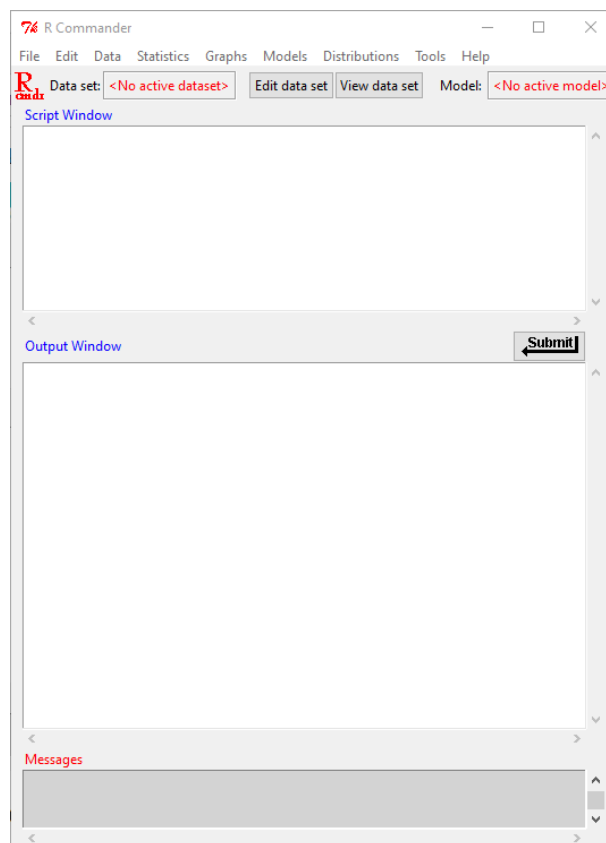 R Commander
File Edit Data Statistics Graphs Models Distributions Tools Help
R cmdr Data set: <No active dataset> Edit data set View data set Model: <No active model>
Script Window
Output Window Submit
Messages